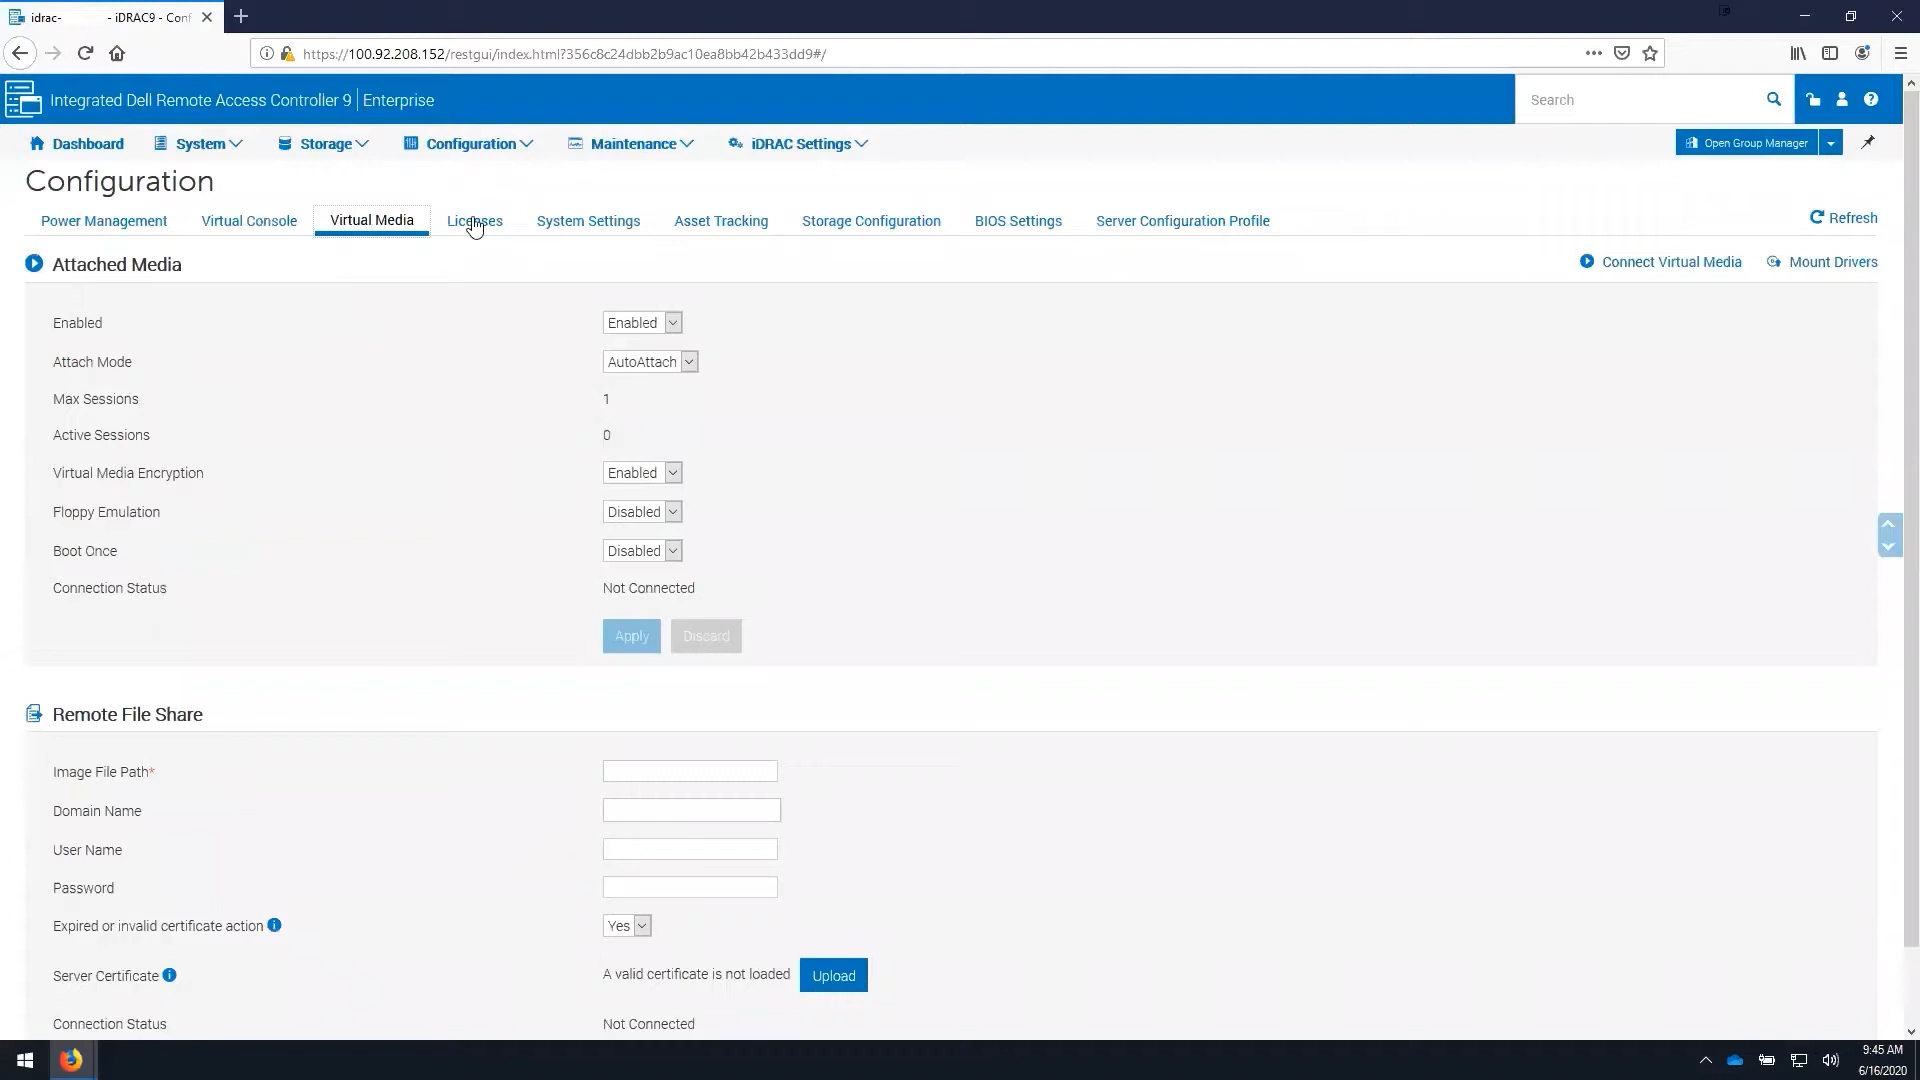 idrac- - iDRAC9 - Conf
https://100.92.208.152/restgui/index.html?356c8c24dbb2b9ac10ea8bb42b433dd9#/
Integrated Dell Remote Access Controller 9 | Enterprise
Search
Dashboard System Storage Configuration Maintenance iDRAC Settings Open Group Manager
Configuration
Power Management Virtual Console Virtual Media Licenses System Settings Asset Tracking Storage Configuration BIOS Settings Server Configuration Profile Refresh
Attached Media Connect Virtual Media Mount Drivers
Enabled Enabled
Attach Mode AutoAttach
Max Sessions 1
Active Sessions 0
Virtual Media Encryption Enabled
Floppy Emulation Disabled
Boot Once Disabled
Connection Status Not Connected
Apply Discard
Remote File Share
Image File Path*
Domain Name
User Name
Password
Expired or invalid certificate action Yes
Server Certificate A valid certificate is not loaded Upload
Connection Status Not Connected
9:45 AM
6/16/2020